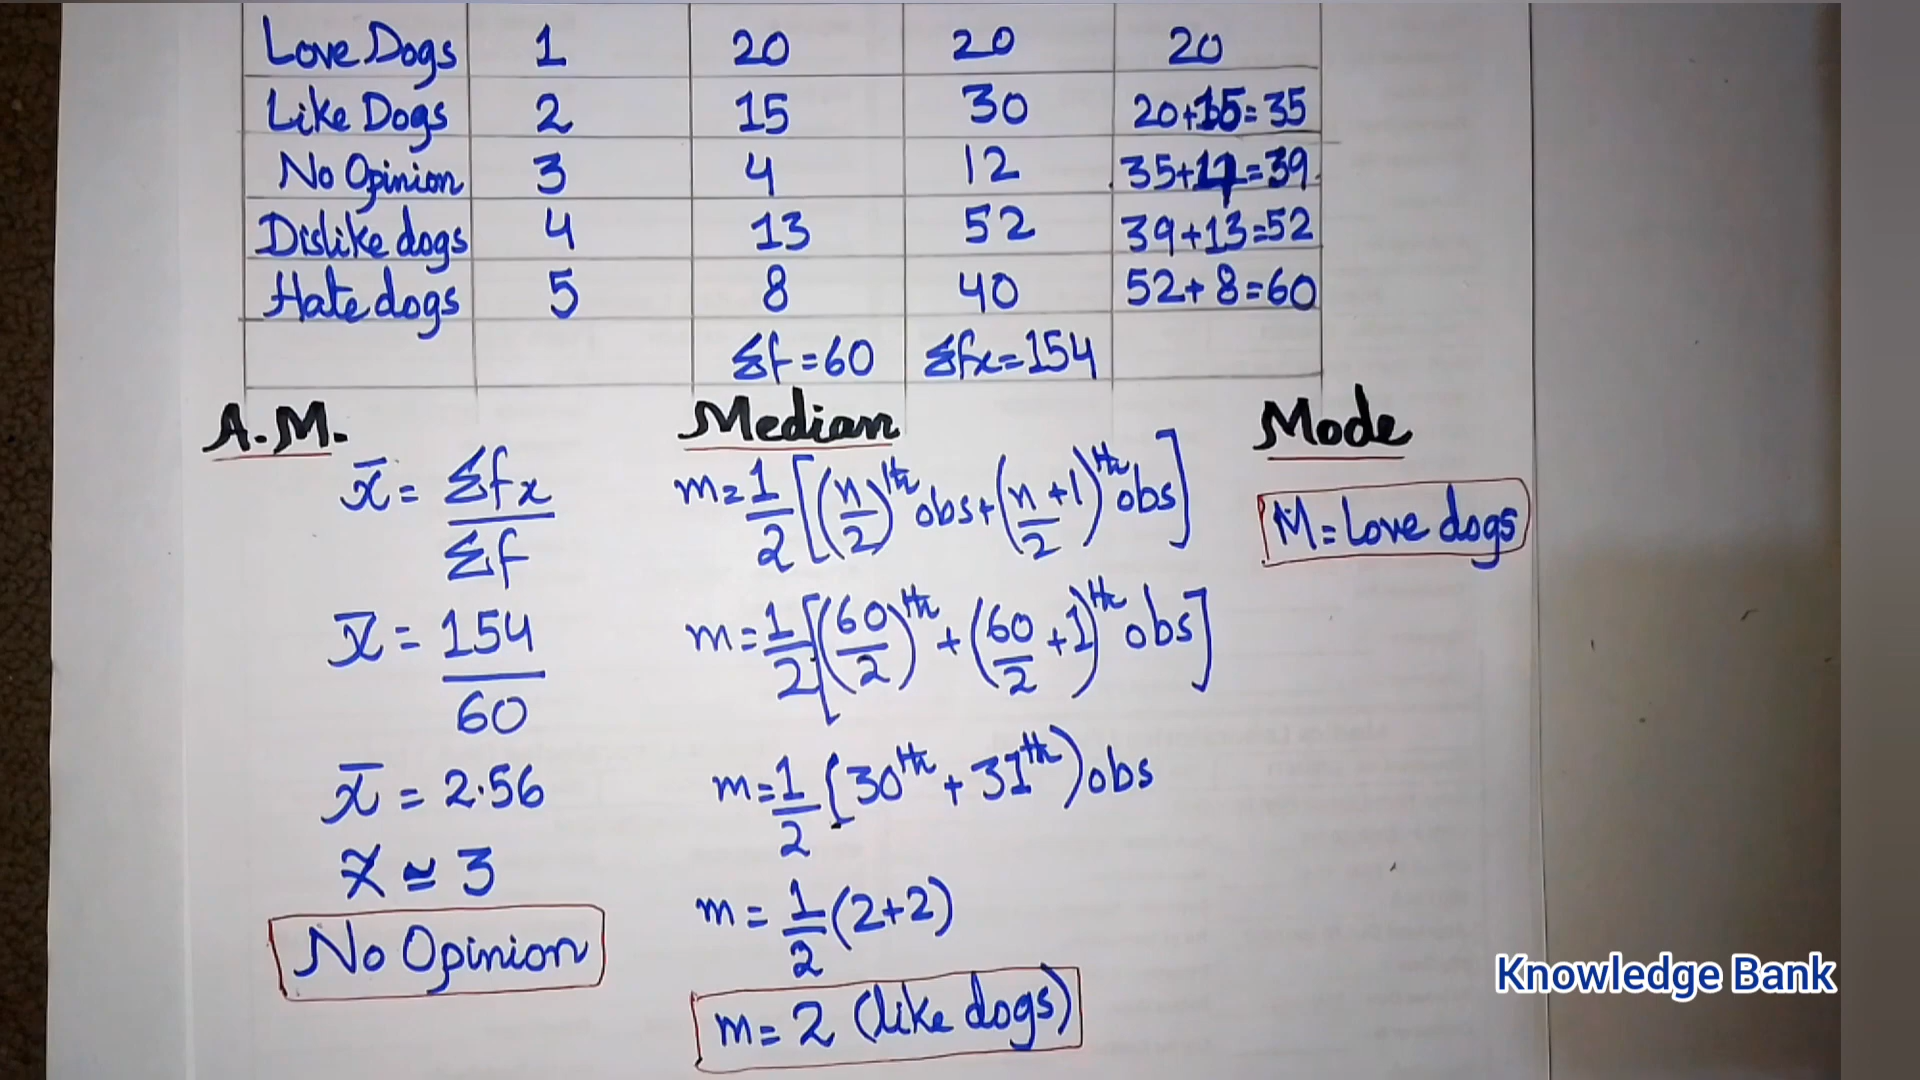 Love Dogs 1 20 20 20
Like Dogs 2 15 30 20+15=35
No Opinion 3 4 12 35+4=39
Dislike dogs 4 13 52 39+13=52
Hate dogs 5 8 40 52+8=60
Σf=60 Σfx=154
A.M.
x̄ = Σfx / Σf
x̄ = 154 / 60
x̄ = 2.56
x̄ ≃ 3
No Opinion
Median
m=1/2[(n/2)th obs+(n/2+1)th obs]
m=1/2[(60/2)th+(60/2+1)th obs]
m=1/2[30th+31th)obs
m=1/2(2+2)
m=2 (like dogs)
Mode
M=Love dogs
Knowledge Bank